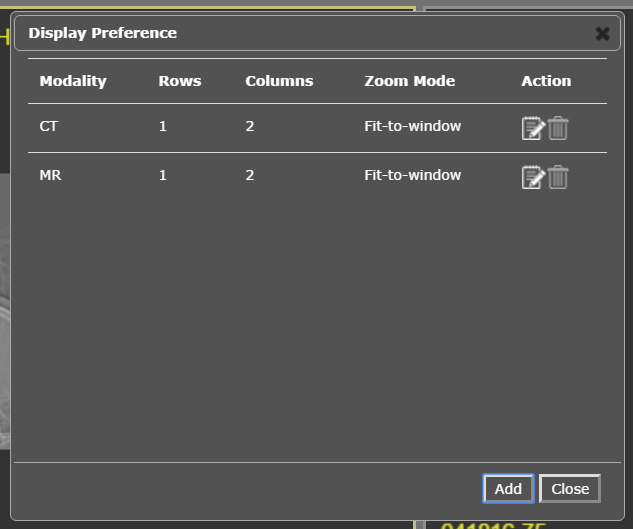 Display Preference
Modality Rows Columns Zoom Mode Action
CT 1 2 Fit-to-window
MR 1 2 Fit-to-window
Add Close